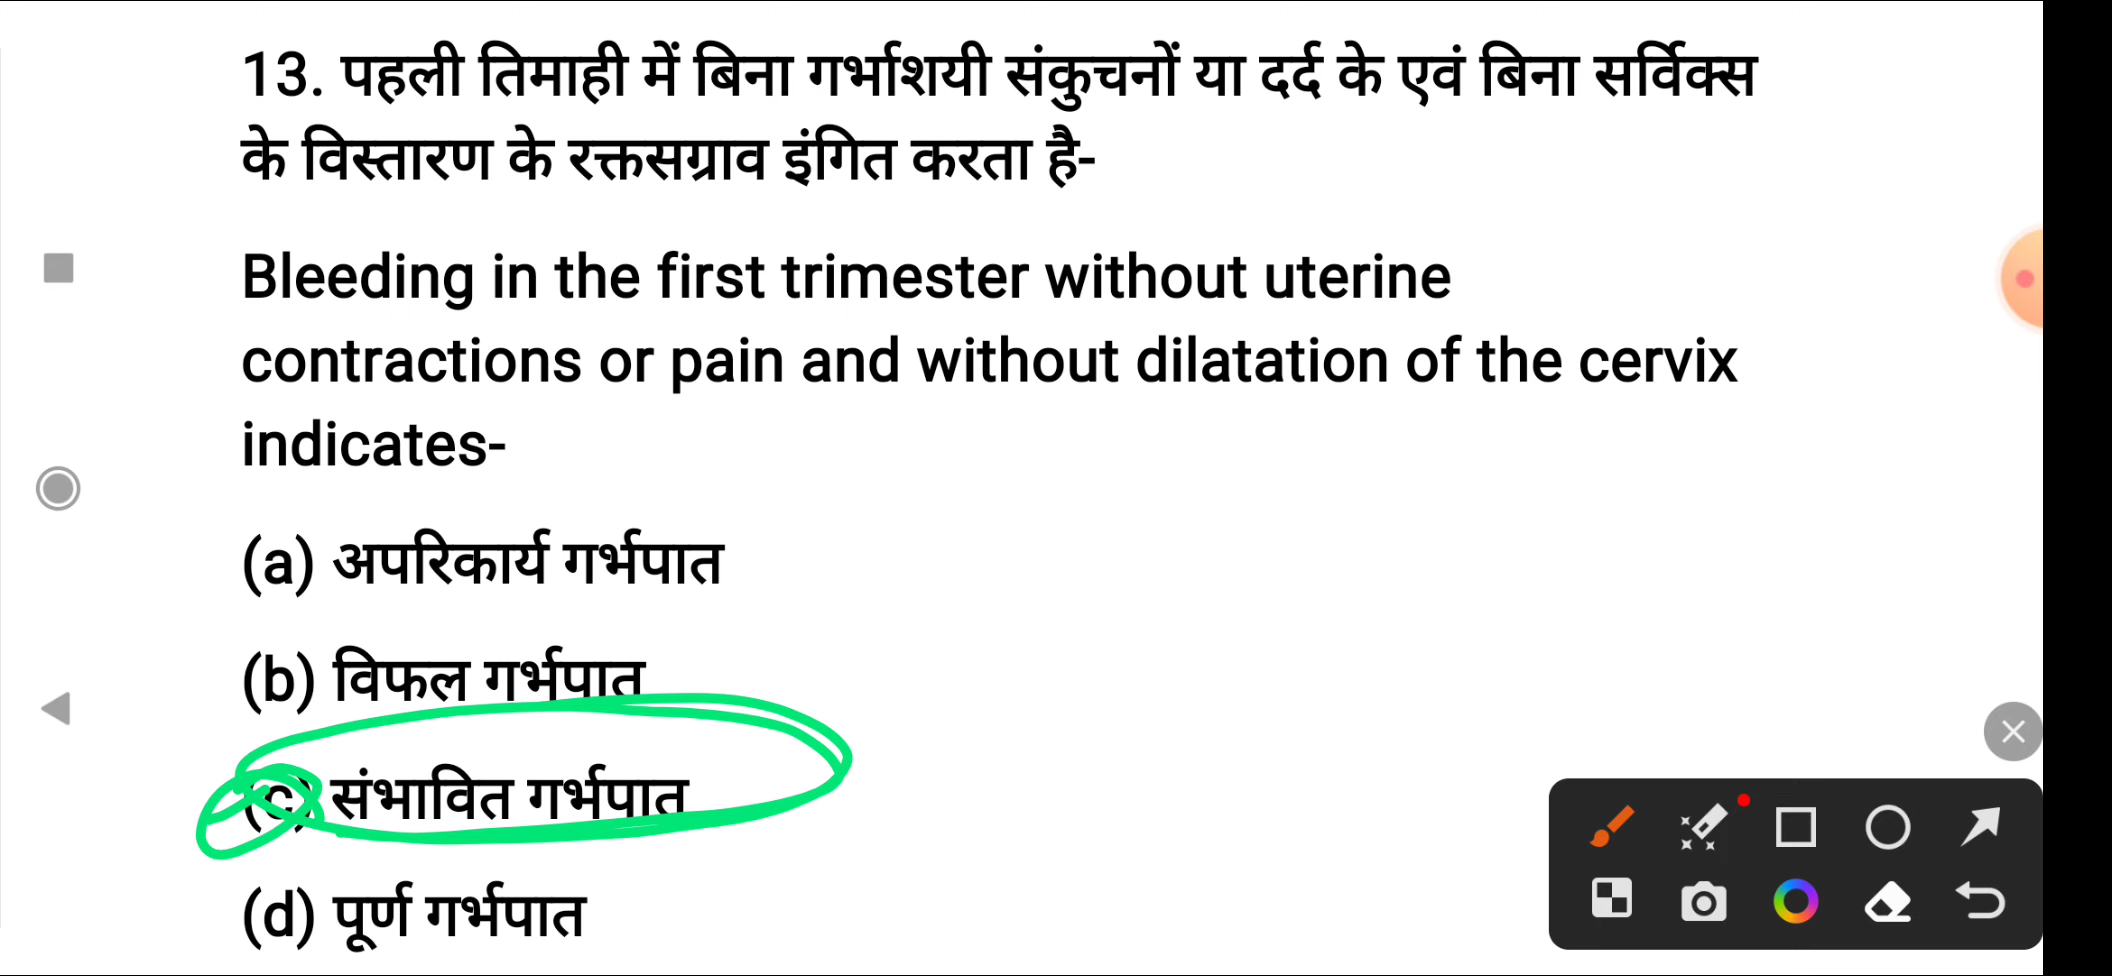 13. पहली तिमाही में बिना गर्भाशयी संकुचनों या दर्द के एवं बिना सर्विक्स
के विस्तारण के रक्तसग्राव इंगित करता है-
Bleeding in the first trimester without uterine
contractions or pain and without dilatation of the cervix
indicates-
(a) अपरिकार्य गर्भपात
(b) विफल गर्भपात
(c) संभावित गर्भपात
(d) पूर्ण गर्भपात